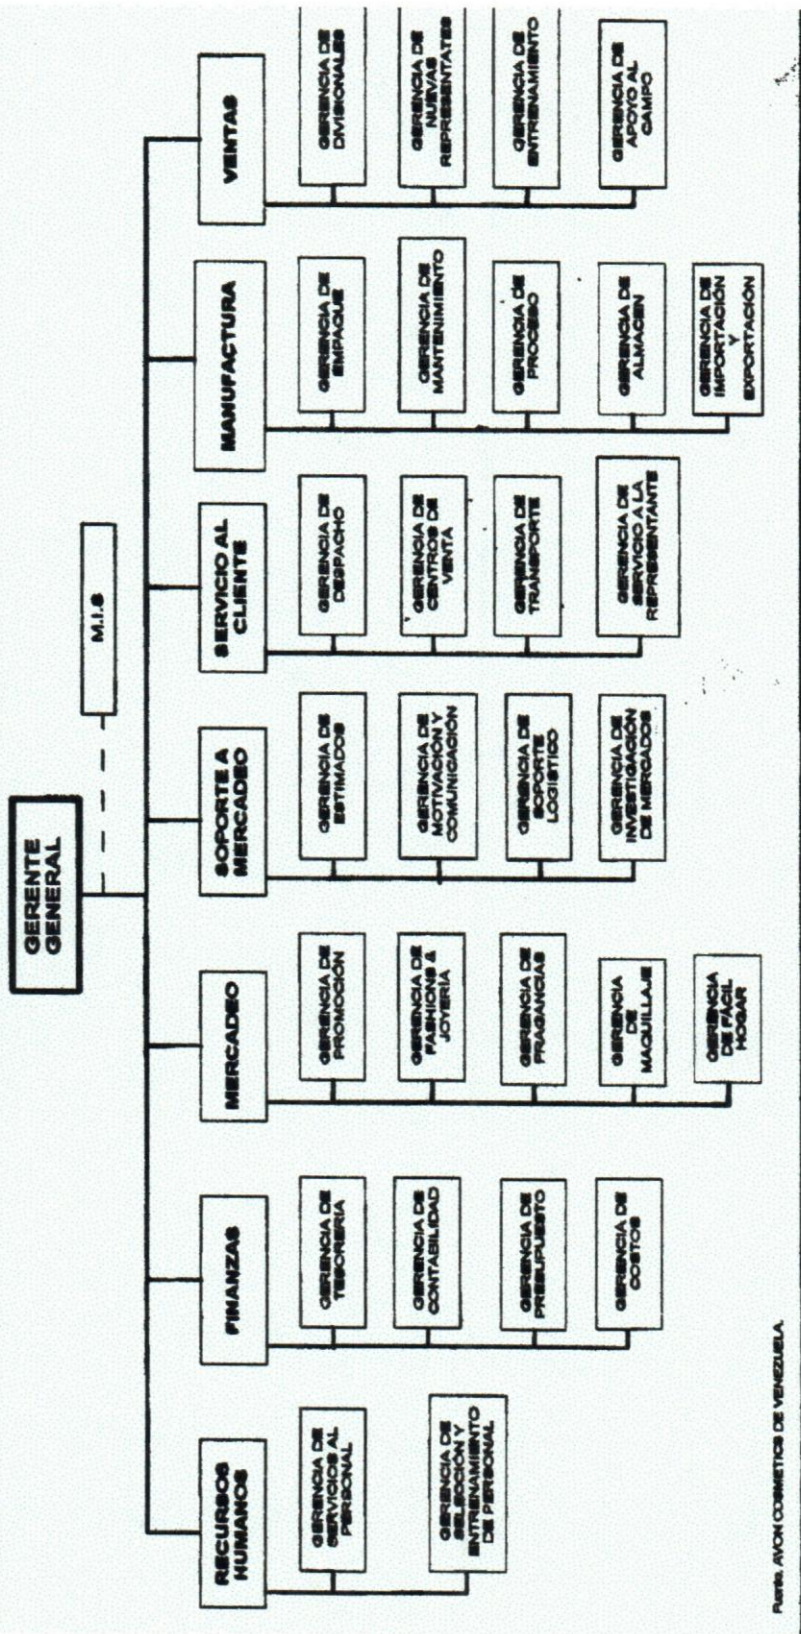 GERENTE
GENERAL
M.I.S
RECURSOS
HUMANOS
GERENCIA DE
SERVICIOS AL
PERSONAL
GERENCIA DE
SELECCIÓN Y
ENTRENAMIENTO
DE PERSONAL
FINANZAS
GERENCIA DE
TESORERIA
GERENCIA DE
CONTABILIDAD
GERENCIA DE
PRESUPUESTO
GERENCIA DE
COSTOS
MERCADEO
GERENCIA DE
PROMOCIÓN
GERENCIA DE
FASHIONS &
JOYERÍA
GERENCIA DE
FRAGANCIAS
GERENCIA
DE
MAQUILLAJE
GERENCIA
DE FÁCIL
HOGAR
SOPORTE A
MERCADEO
GERENCIA DE
ESTIMADOS
GERENCIA DE
MOTIVACIÓN Y
COMUNICACIÓN
GERENCIA DE
SOPORTE
LOGISTICO
GERENCIA DE
INVESTIGACIÓN
DE MERCADOS
SERVICIO AL
CLIENTE
GERENCIA DE
DESPACHO
GERENCIA DE
CENTROS DE
VENTA
GERENCIA DE
TRANSPORTE
GERENCIA DE
SERVICIO A LA
REPRESENTANTE
MANUFACTURA
GERENCIA DE
EMPAQUE
GERENCIA DE
MANTENIMIENTO
GERENCIA DE
PROCESO
GERENCIA DE
ALMACEN
GERENCIA DE
IMPORTACIÓN
Y
EXPORTACIÓN
VENTAS
GERENCIA DE
DIVISIONALES
GERENCIA DE
NUEVAS
REPRESENTATES
GERENCIA DE
ENTRENAMIENTO
GERENCIA DE
APOYO AL
CAMPO
Fuente. AVON COSMETICS DE VENEZUELA.